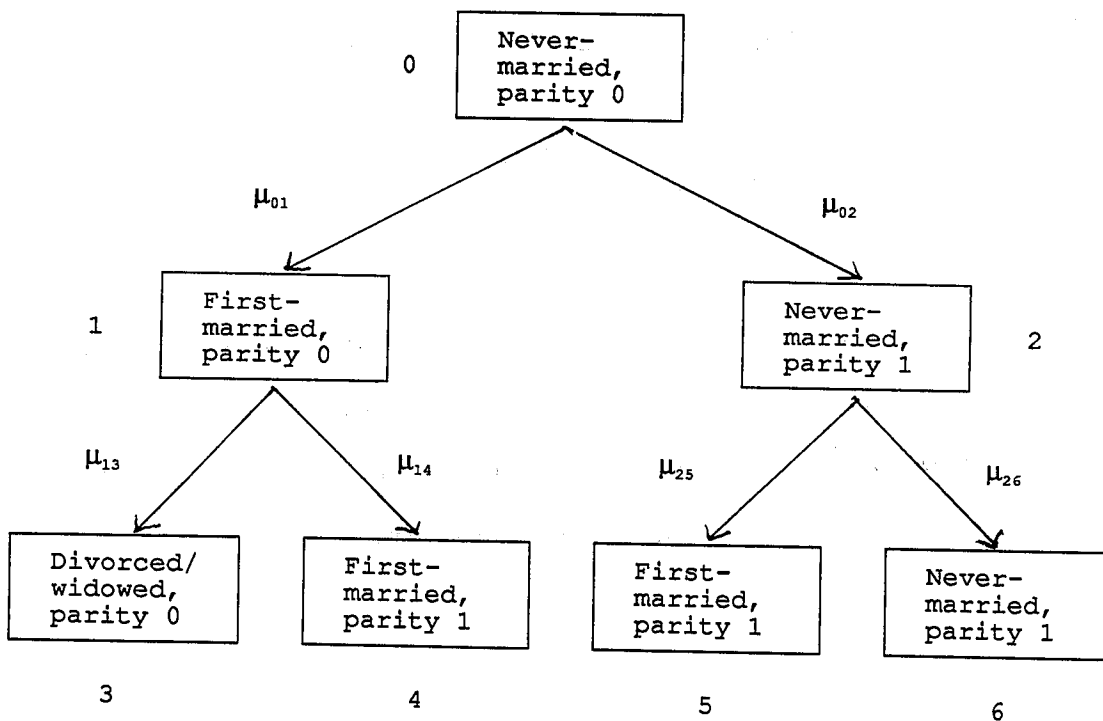 0
Never-
married,
parity 0
μ01
μ02
1
First-
married,
parity 0
Never-
married,
parity 1
2
μ13
μ14
μ25
μ26
Divorced/
widowed,
parity 0
First-
married,
parity 1
First-
married,
parity 1
Never-
married,
parity 1
3
4
5
6